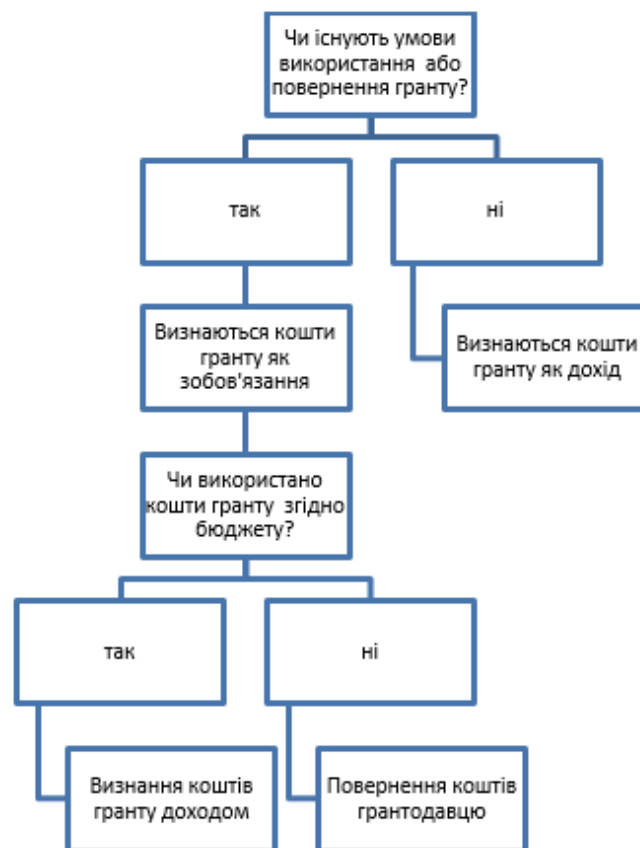 Чи існують умови
використання або
повернення гранту?
так
ні
Визнаються кошти
гранту як
зобов'язання
Визнаються кошти
гранту як дохід
Чи використано
кошти гранту згідно
бюджету?
так
ні
Визнання коштів
гранту доходом
Повернення коштів
грантодавцю